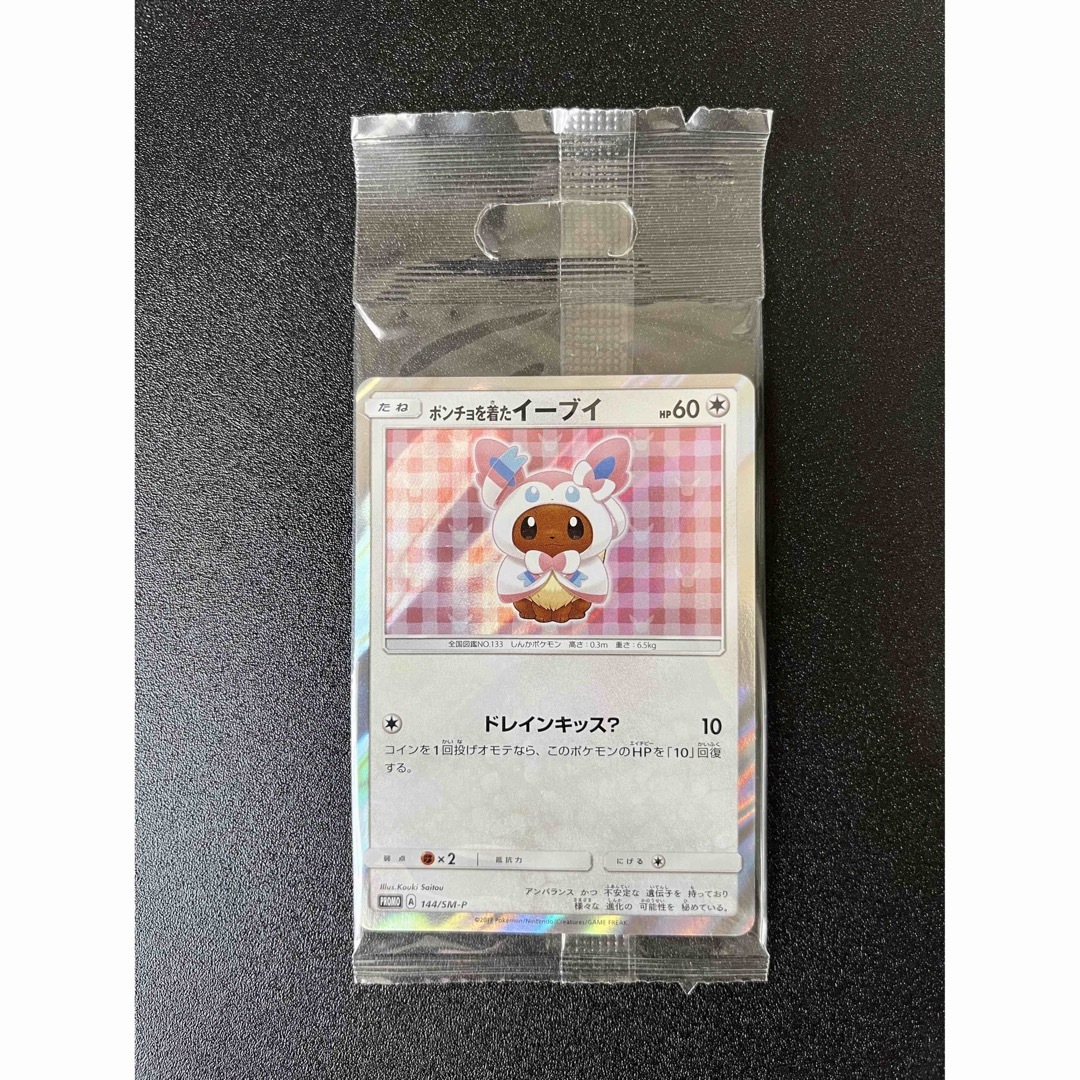 たね ポンチョを着たイーブイ HP60
全国図鑑NO.133 しんかポケモン 高さ：0.3m 重さ：6.5kg
ドレインキッス？ 10
コインを1回投げオモテなら、このポケモンのHPを「10」回復
する。
弱点 ×2 抵抗力 にげる
Illus.Kouki Saitou
アンバランス かつ 不安定な 遺伝子を 持っており
様々な 進化の 可能性を 秘めている。
PROMO A 144/SM-P
©2017 Pokémon/Nintendo/Creatures/GAME FREAK.